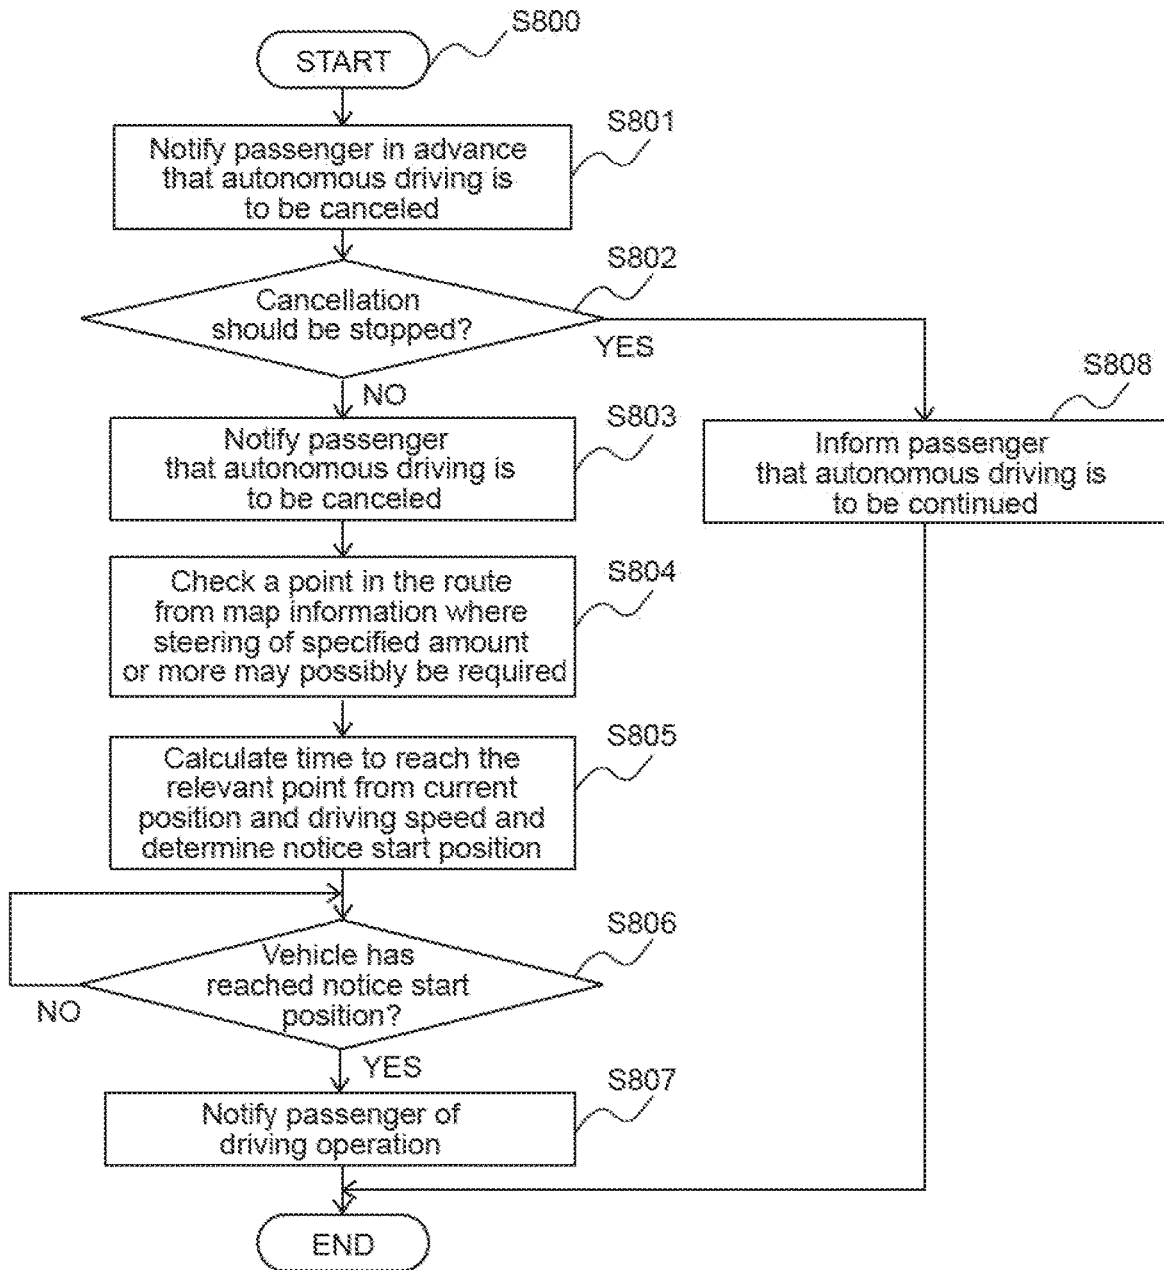 S800
START
S801
Notify passenger in advance
that autonomous driving is
to be canceled
S802
Cancellation
should be stopped?
YES
NO
S808
S803
Notify passenger
that autonomous driving is
to be canceled
Inform passenger
that autonomous driving is
to be continued
S804
Check a point in the route
from map information where
steering of specified amount
or more may possibly be required
S805
Calculate time to reach the
relevant point from current
position and driving speed and
determine notice start position
S806
Vehicle has
reached notice start
position?
NO
YES
S807
Notify passenger of
driving operation
END